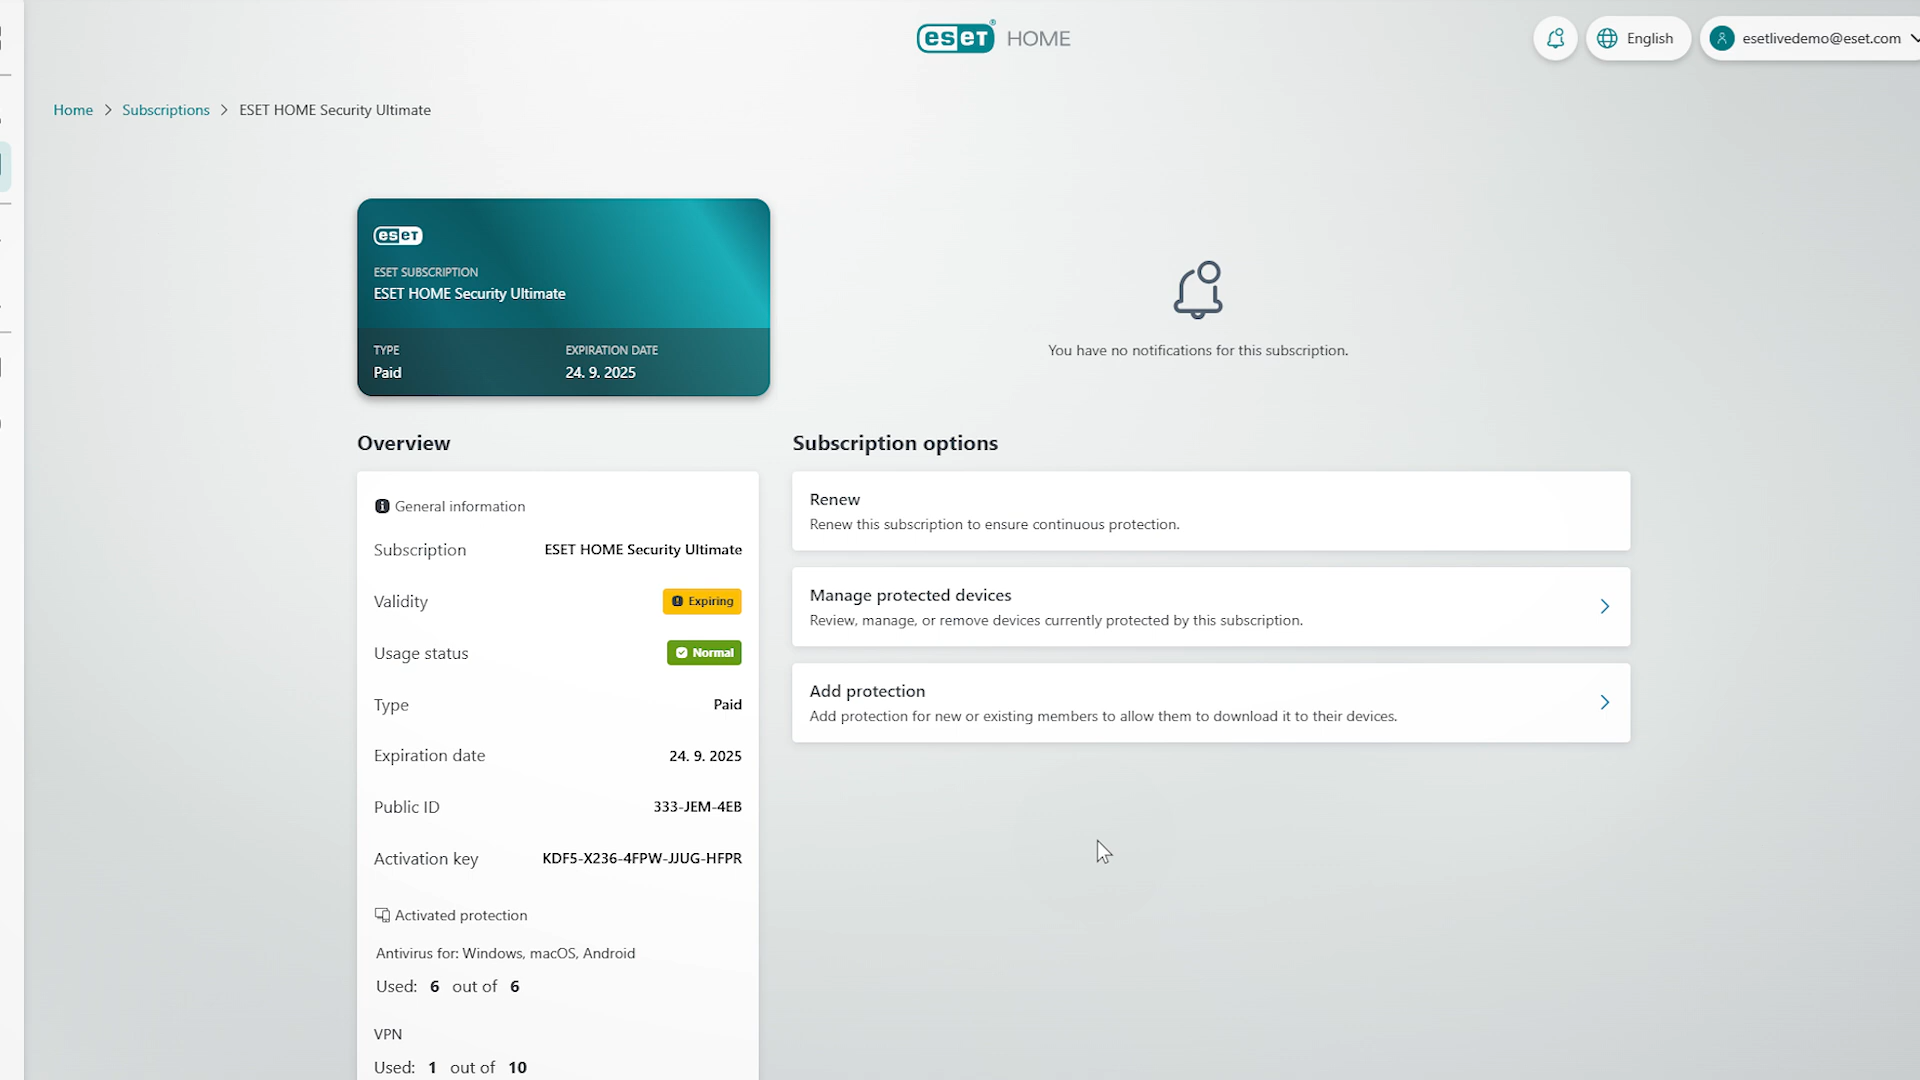 eset HOME
English
esetlivedemo@eset.com
Home > Subscriptions > ESET HOME Security Ultimate
eset
ESET SUBSCRIPTION
ESET HOME Security Ultimate
TYPE EXPIRATION DATE
Paid 24. 9. 2025
You have no notifications for this subscription.
Overview
General information
Subscription ESET HOME Security Ultimate
Validity Expiring
Usage status Normal
Type Paid
Expiration date 24. 9. 2025
Public ID 333-JEM-4EB
Activation key KDF5-X236-4FPW-JJUG-HFPR
Activated protection
Antivirus for: Windows, macOS, Android
Used: 6 out of 6
VPN
Used: 1 out of 10
Subscription options
Renew
Renew this subscription to ensure continuous protection.
Manage protected devices
Review, manage, or remove devices currently protected by this subscription.
Add protection
Add protection for new or existing members to allow them to download it to their devices.